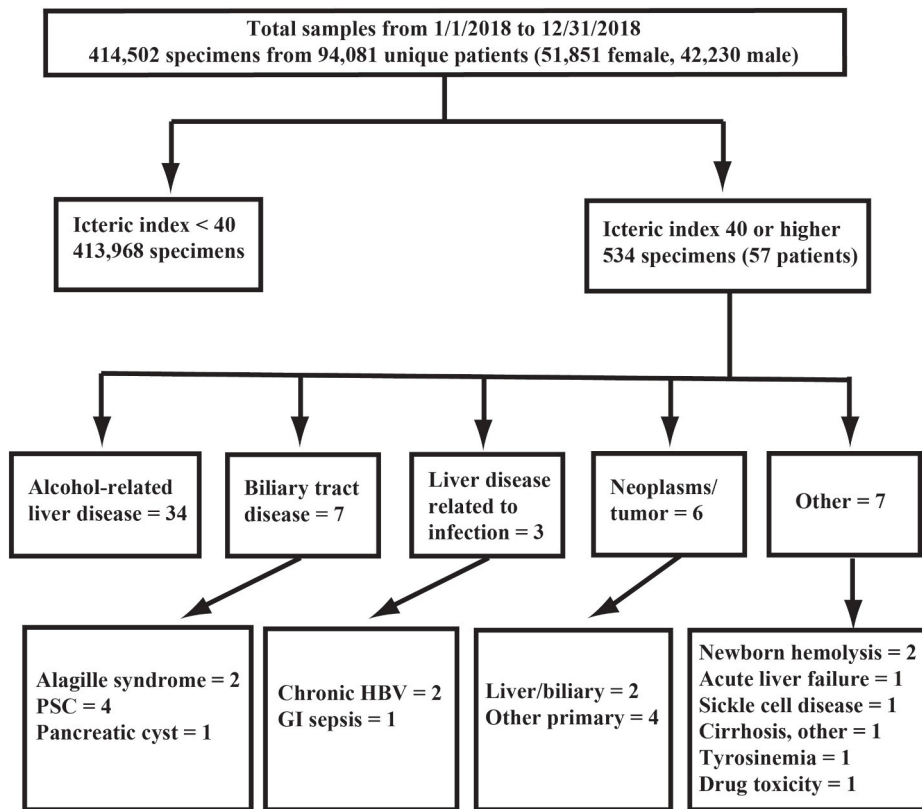 Total samples from 1/1/2018 to 12/31/2018
414,502 specimens from 94,081 unique patients (51,851 female, 42,230 male)
Icteric index < 40
413,968 specimens
Icteric index 40 or higher
534 specimens (57 patients)
Alcohol-related
liver disease = 34
Biliary tract
disease = 7
Liver disease
related to
infection = 3
Neoplasms/
tumor = 6
Other = 7
Alagille syndrome = 2
PSC = 4
Pancreatic cyst = 1
Chronic HBV = 2
GI sepsis = 1
Liver/biliary = 2
Other primary = 4
Newborn hemolysis = 2
Acute liver failure = 1
Sickle cell disease = 1
Cirrhosis, other = 1
Tyrosinemia = 1
Drug toxicity = 1